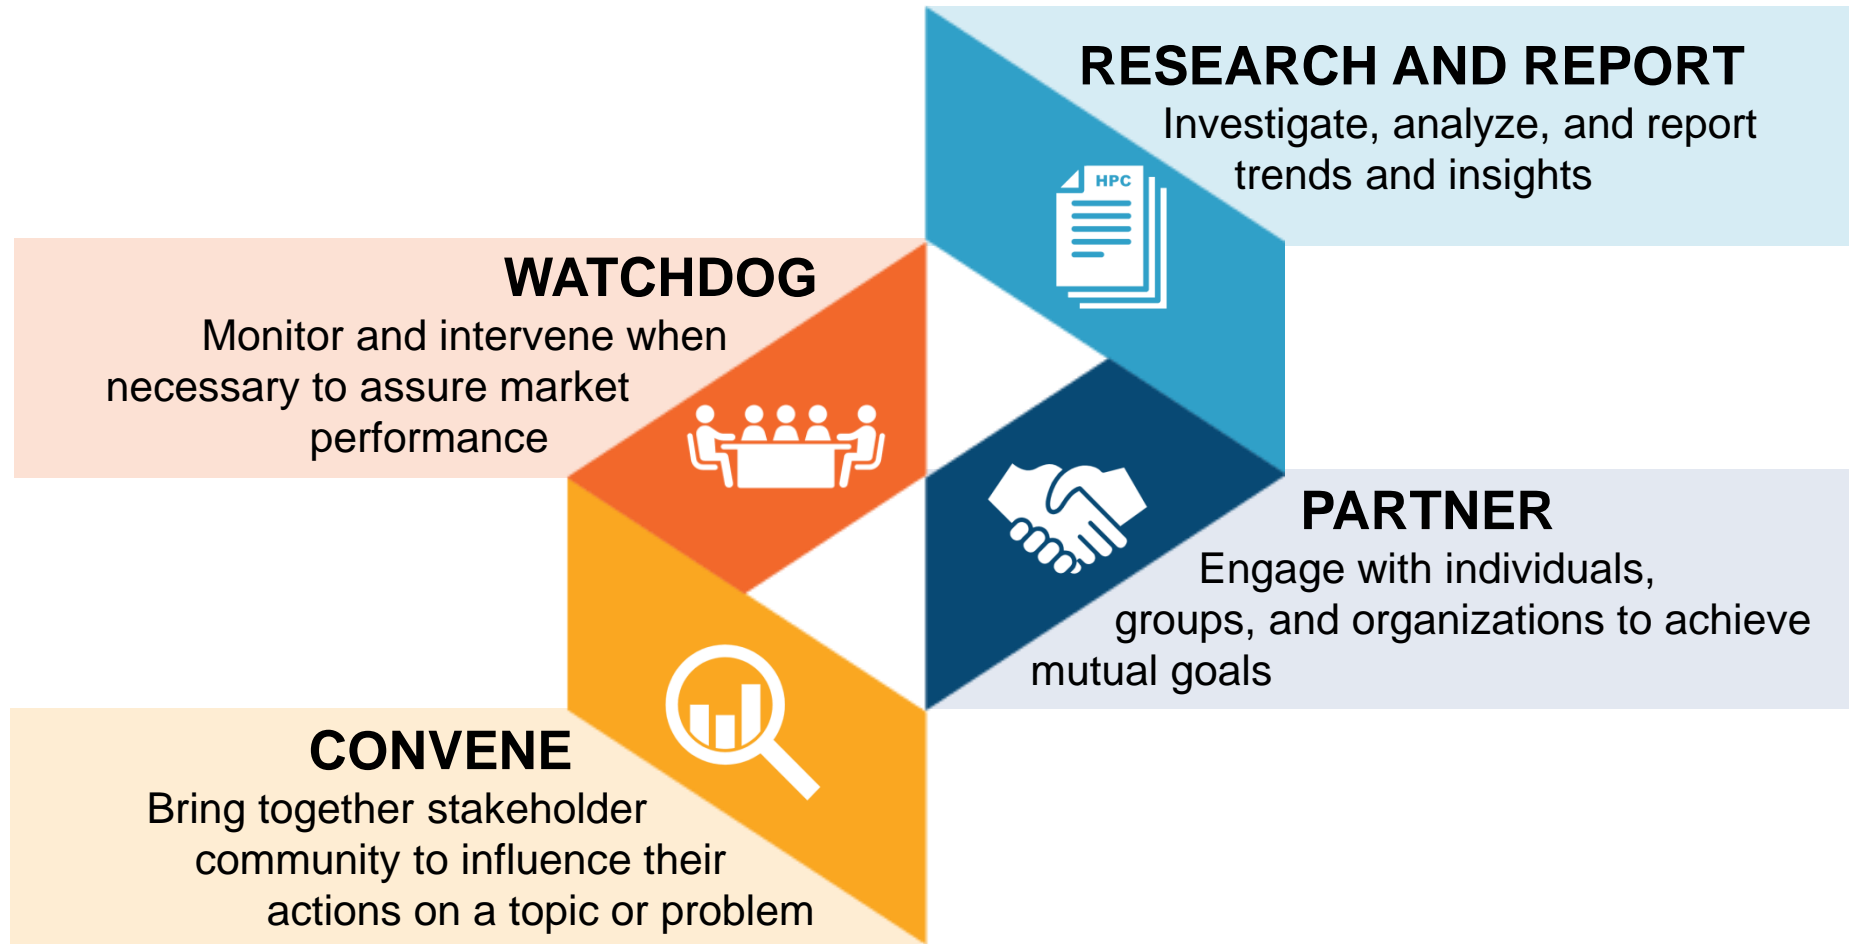 RESEARCH AND REPORT
Investigate, analyze, and report
trends and insights
HPC
WATCHDOG
Monitor and intervene when
necessary to assure market
performance
PARTNER
Engage with individuals,
groups, and organizations to achieve
mutual goals
CONVENE
Bring together stakeholder
community to influence their
actions on a topic or problem